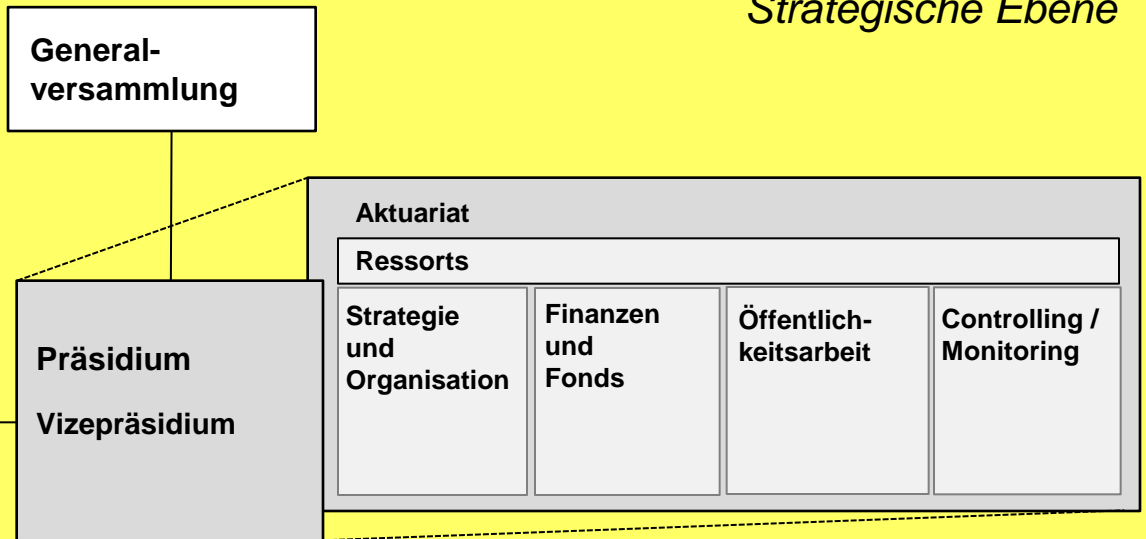 Strategische Ebene
General-
versammlung
Aktuariat
Ressorts
Strategie
und
Organisation
Finanzen
und
Fonds
Öffentlich-
keitsarbeit
Controlling /
Monitoring
Präsidium
Vizepräsidium